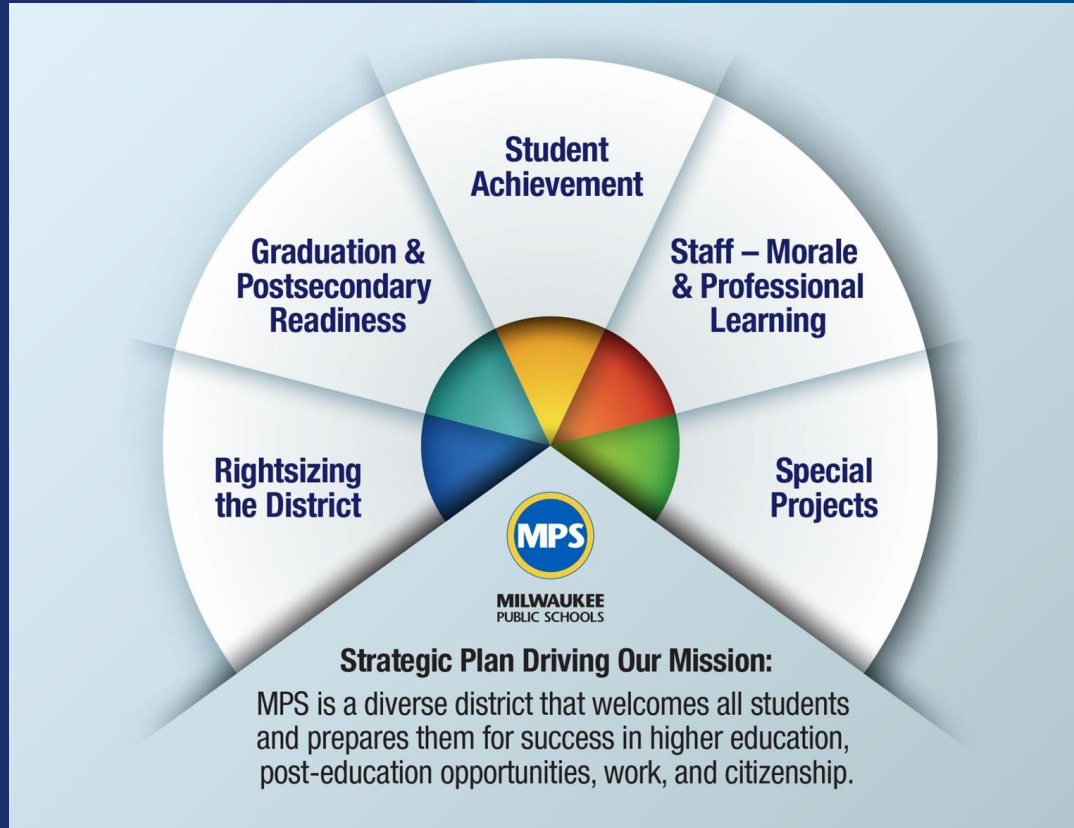 Student
Achievement
Graduation &
Postsecondary
Readiness
Staff – Morale
& Professional
Learning
Rightsizing
the District
Special
Projects
MPS
MILWAUKEE
PUBLIC SCHOOLS
Strategic Plan Driving Our Mission:
MPS is a diverse district that welcomes all students
and prepares them for success in higher education,
post-education opportunities, work, and citizenship.